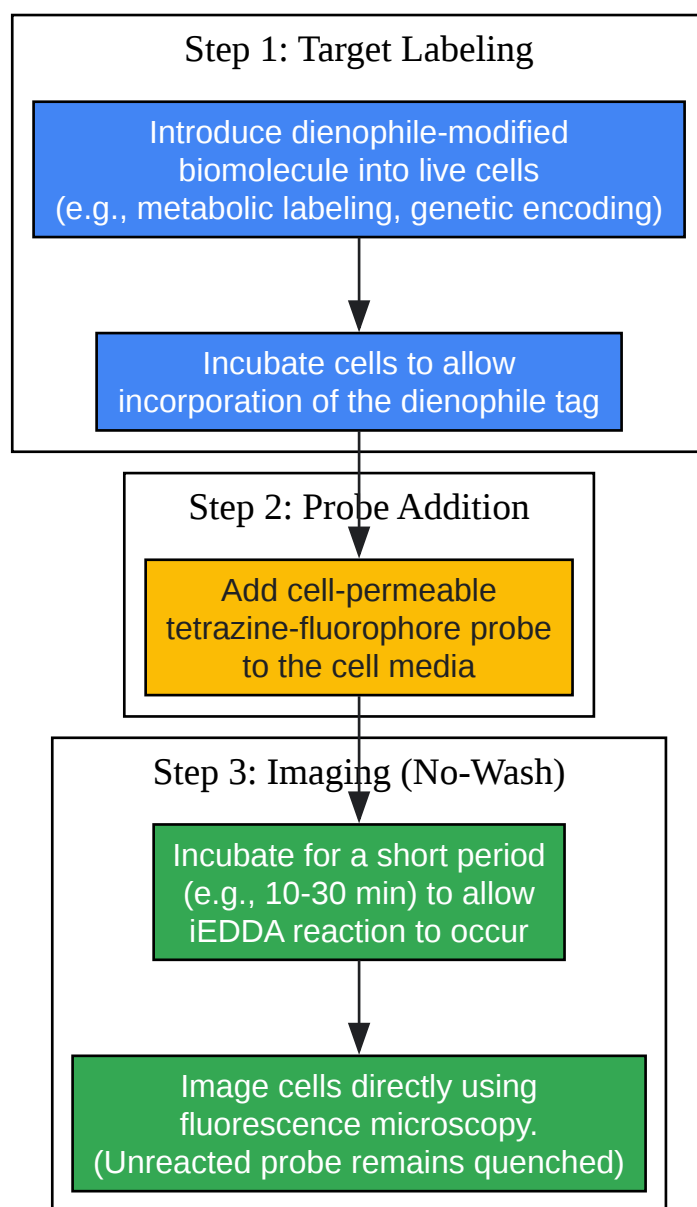 Step 1: Target Labeling
Introduce dienophile-modified
biomolecule into live cells
(e.g., metabolic labeling, genetic encoding)
Incubate cells to allow
incorporation of the dienophile tag
Step 2: Probe Addition
Add cell-permeable
tetrazine-fluorophore probe
to the cell media
Step 3: Imaging (No-Wash)
Incubate for a short period
(e.g., 10-30 min) to allow
iEDDA reaction to occur
Image cells directly using
fluorescence microscopy.
(Unreacted probe remains quenched)